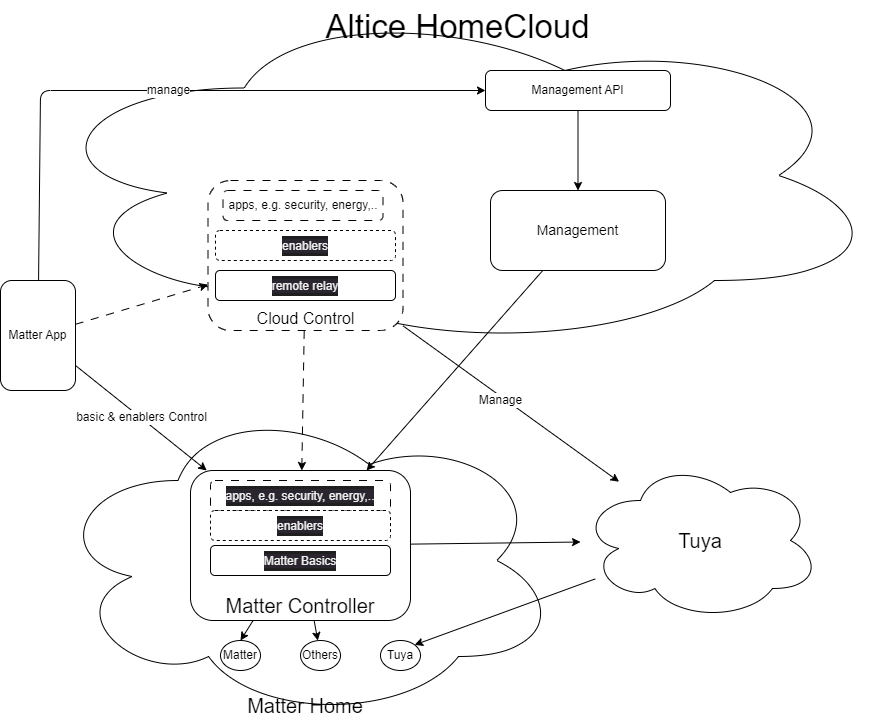 Altice HomeCloud
manage
Management API
apps, e.g. security, energy,..
enablers
remote relay
Cloud Control
Management
Matter App
Manage
basic & enablers Control
apps, e.g. security, energy,..
enablers
Matter Basics
Matter Controller
Tuya
Matter
Others
Tuya
Matter Home